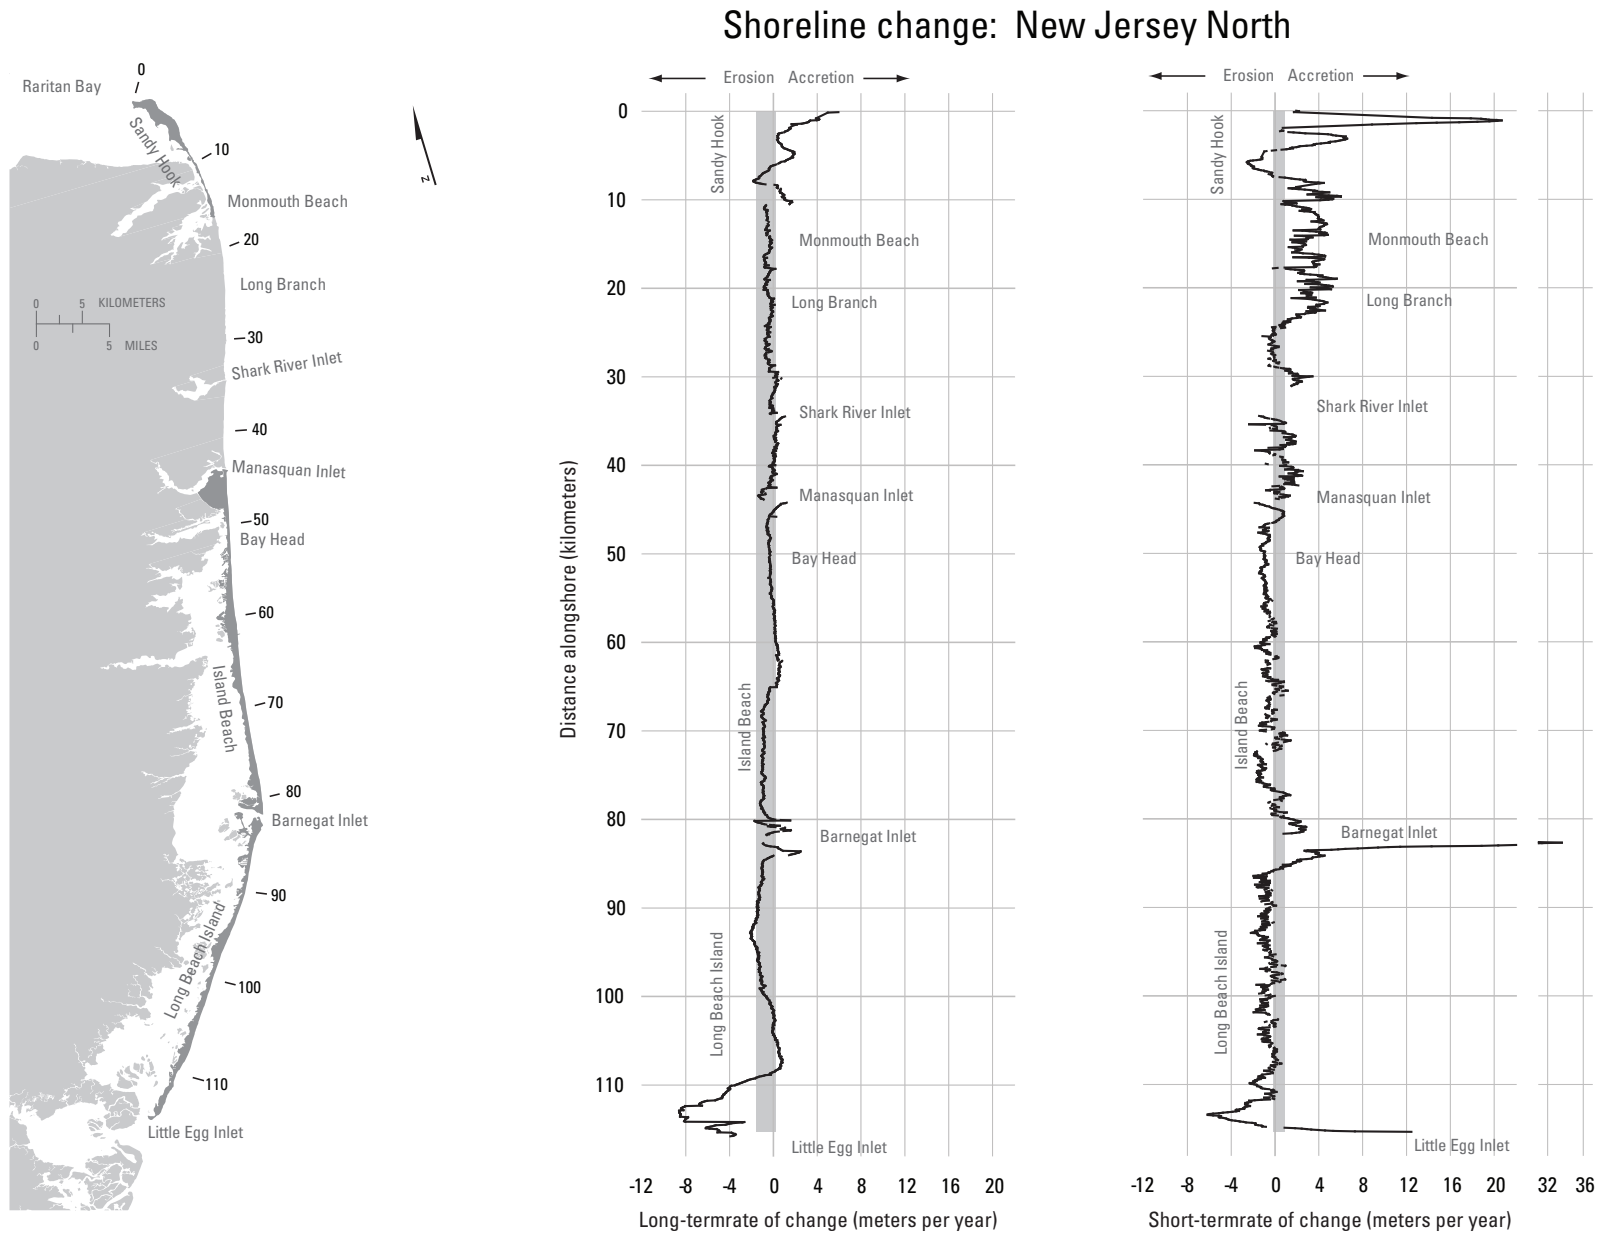 Shoreline change: New Jersey North
0
Raritan Bay
Sandy Hook
10
Monmouth Beach
20
Long Branch
0 5 KILOMETERS
0 5 MILES
30
Shark River Inlet
40
Manasquan Inlet
50
Bay Head
60
Island Beach
70
80
Barnegat Inlet
90
Long Beach Island
100
110
Little Egg Inlet
z
Erosion Accretion
Distance alongshore (kilometers)
0
10
20
30
40
50
60
70
80
90
100
110
Sandy Hook
Monmouth Beach
Long Branch
Shark River Inlet
Manasquan Inlet
Bay Head
Island Beach
Barnegat Inlet
Long Beach Island
Little Egg Inlet
-12 -8 -4 0 4 8 12 16 20
Long-termrate of change (meters per year)
Erosion Accretion
Sandy Hook
Monmouth Beach
Long Branch
Shark River Inlet
Manasquan Inlet
Bay Head
Island Beach
Barnegat Inlet
Long Beach Island
Little Egg Inlet
-12 -8 -4 0 4 8 12 16 20 32 36
Short-termrate of change (meters per year)